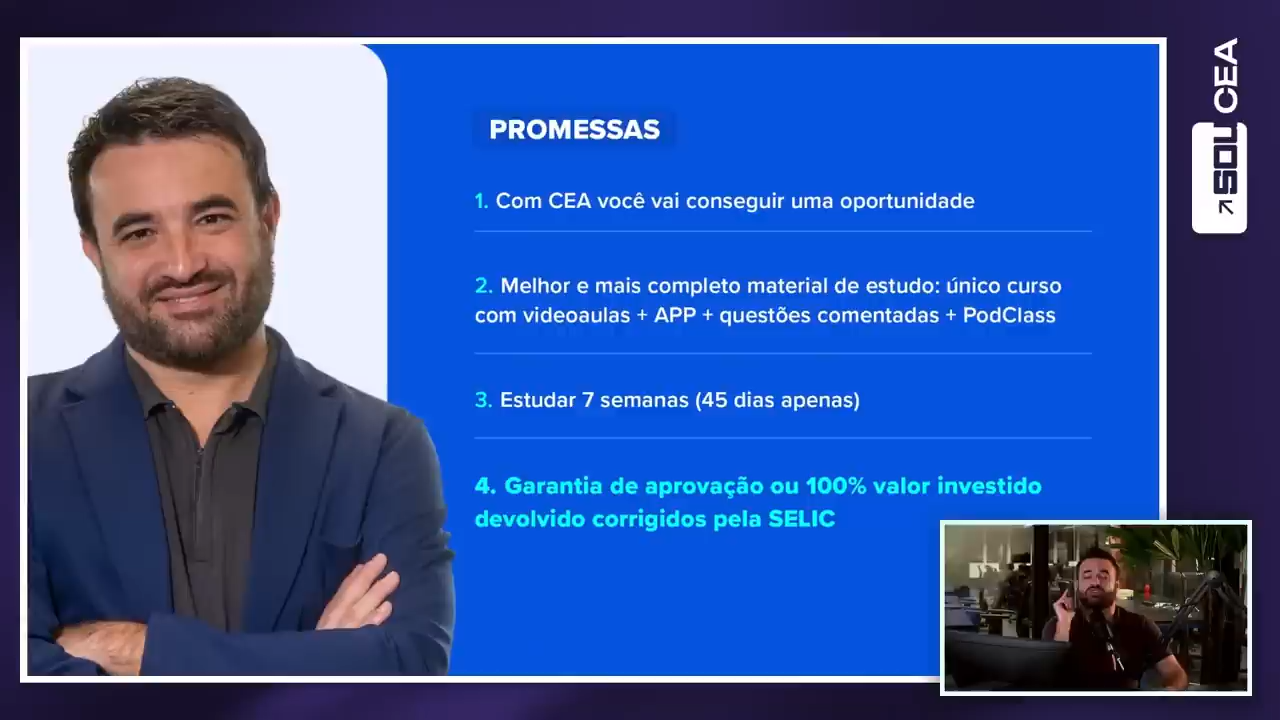 PROMESSAS
1. Com CEA você vai conseguir uma oportunidade
2. Melhor e mais completo material de estudo: único curso
com videoaulas + APP + questões comentadas + PodClass
3. Estudar 7 semanas (45 dias apenas)
4. Garantia de aprovação ou 100% valor investido
devolvido corrigidos pela SELIC
SOU CEA